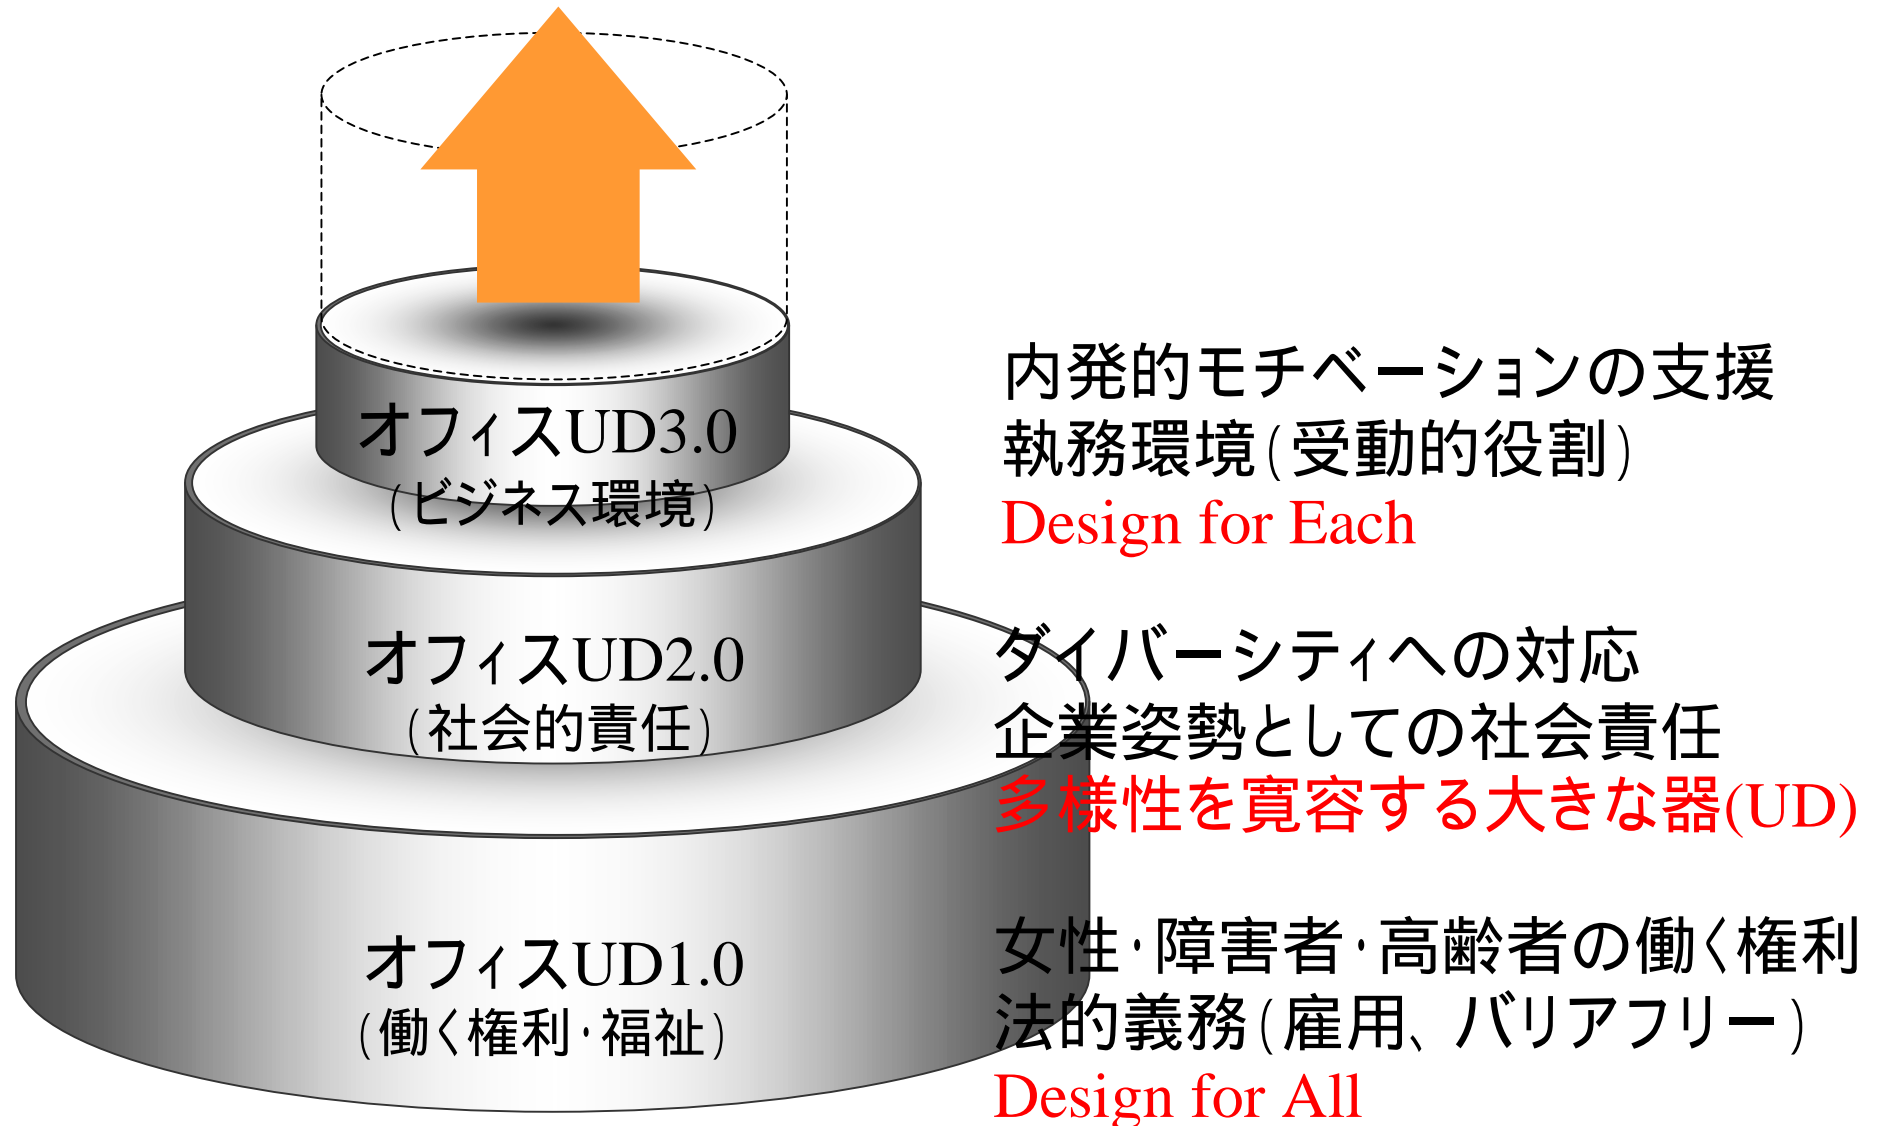 オフィスUD3.0
(ビジネス環境)
内発的モチベーションの支援
執務環境(受動的役割)
Design for Each
オフィスUD2.0
(社会的責任)
ダイバーシティへの対応
企業姿勢としての社会責任
多様性を寛容する大きな器(UD)
オフィスUD1.0
(働く権利･福祉)
女性･障害者･高齢者の働く権利
法的義務(雇用、バリアフリー)
Design for All